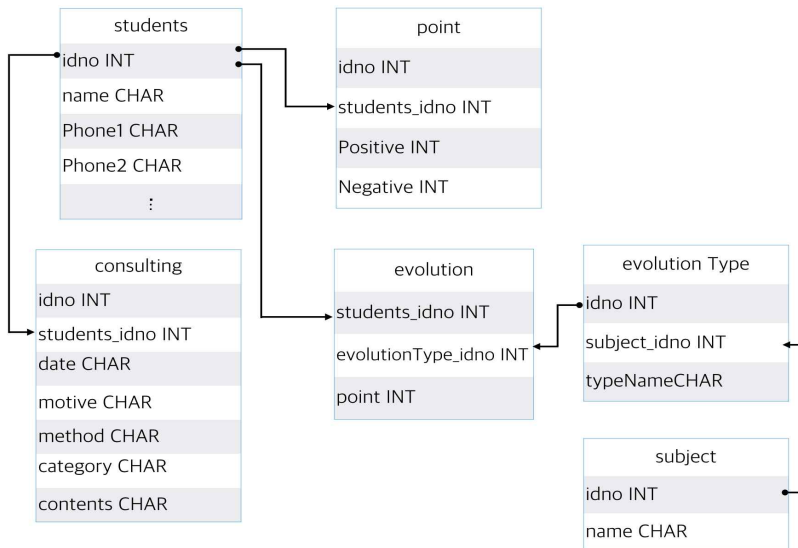 students
idno INT
name CHAR
Phone1 CHAR
Phone2 CHAR
⋮
point
idno INT
students_idno INT
Positive INT
Negative INT
consulting
idno INT
students_idno INT
date CHAR
motive CHAR
method CHAR
category CHAR
contents CHAR
evolution
students_idno INT
evolutionType_idno INT
point INT
evolution Type
idno INT
subject_idno INT
typeNameCHAR
subject
idno INT
name CHAR